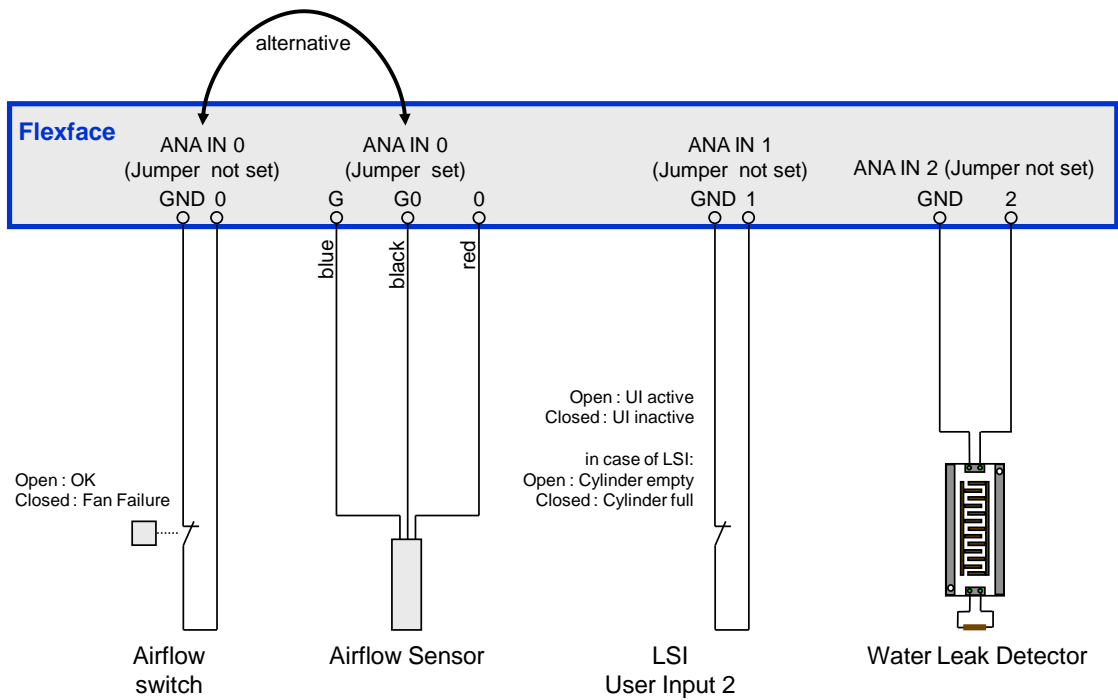 alternative
Flexface
ANA IN 0
(Jumper not set)
GND 0
ANA IN 0
(Jumper set)
G G0 0
ANA IN 1
(Jumper not set)
GND 1
ANA IN 2 (Jumper not set)
GND 2
blue
black
red
Open : UI active
Closed : UI inactive
in case of LSI:
Open : Cylinder empty
Closed : Cylinder full
Open : OK
Closed : Fan Failure
Airflow
switch
Airflow Sensor
LSI
User Input 2
Water Leak Detector